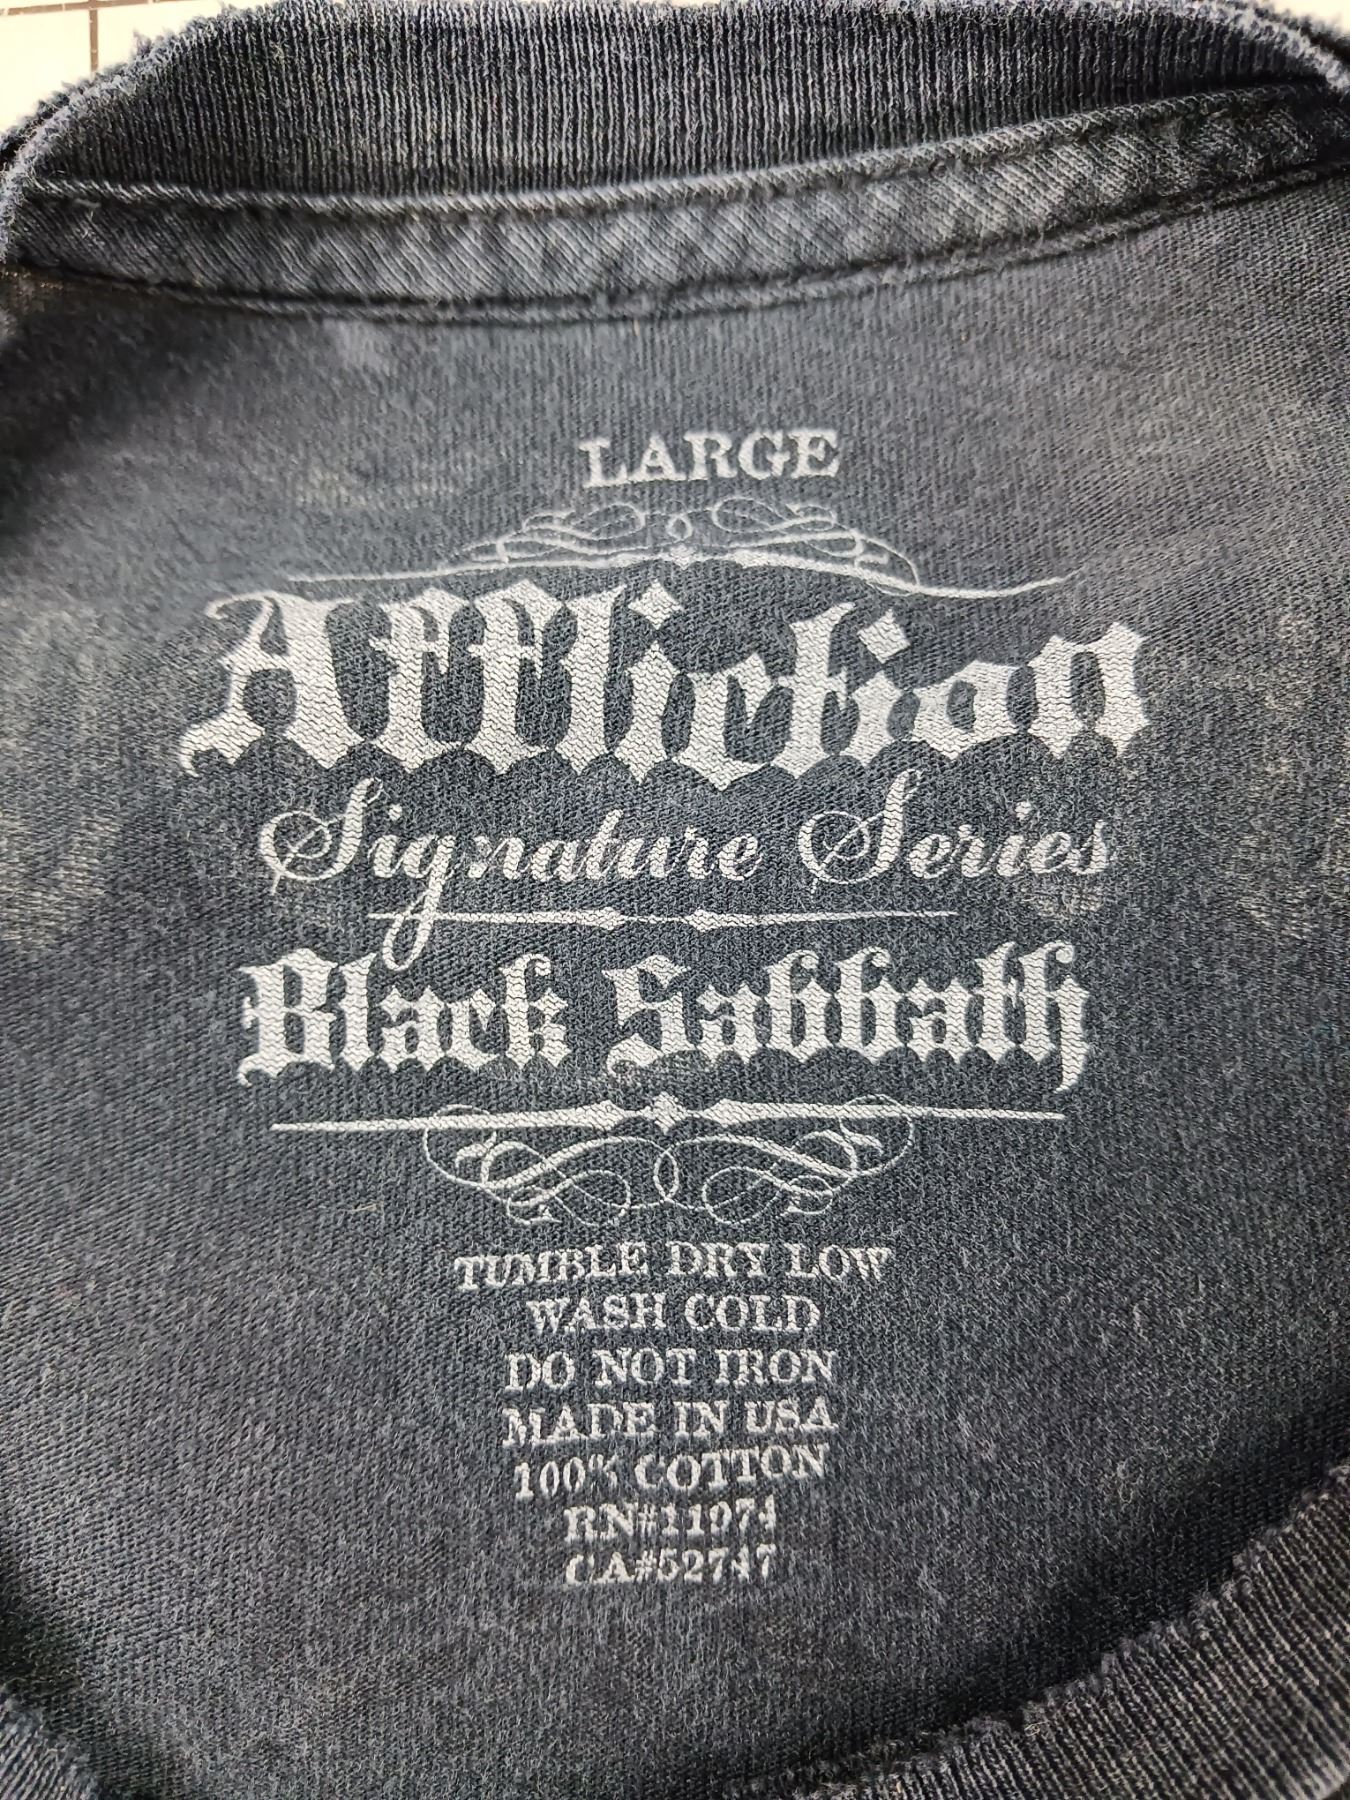 LARGE
Affliction
Signature Series
Black Sabbath
TUMBLE DRY LOW
WASH COLD
DO NOT IRON
MADE IN USA
100% COTTON
RN#11974
CA#52747